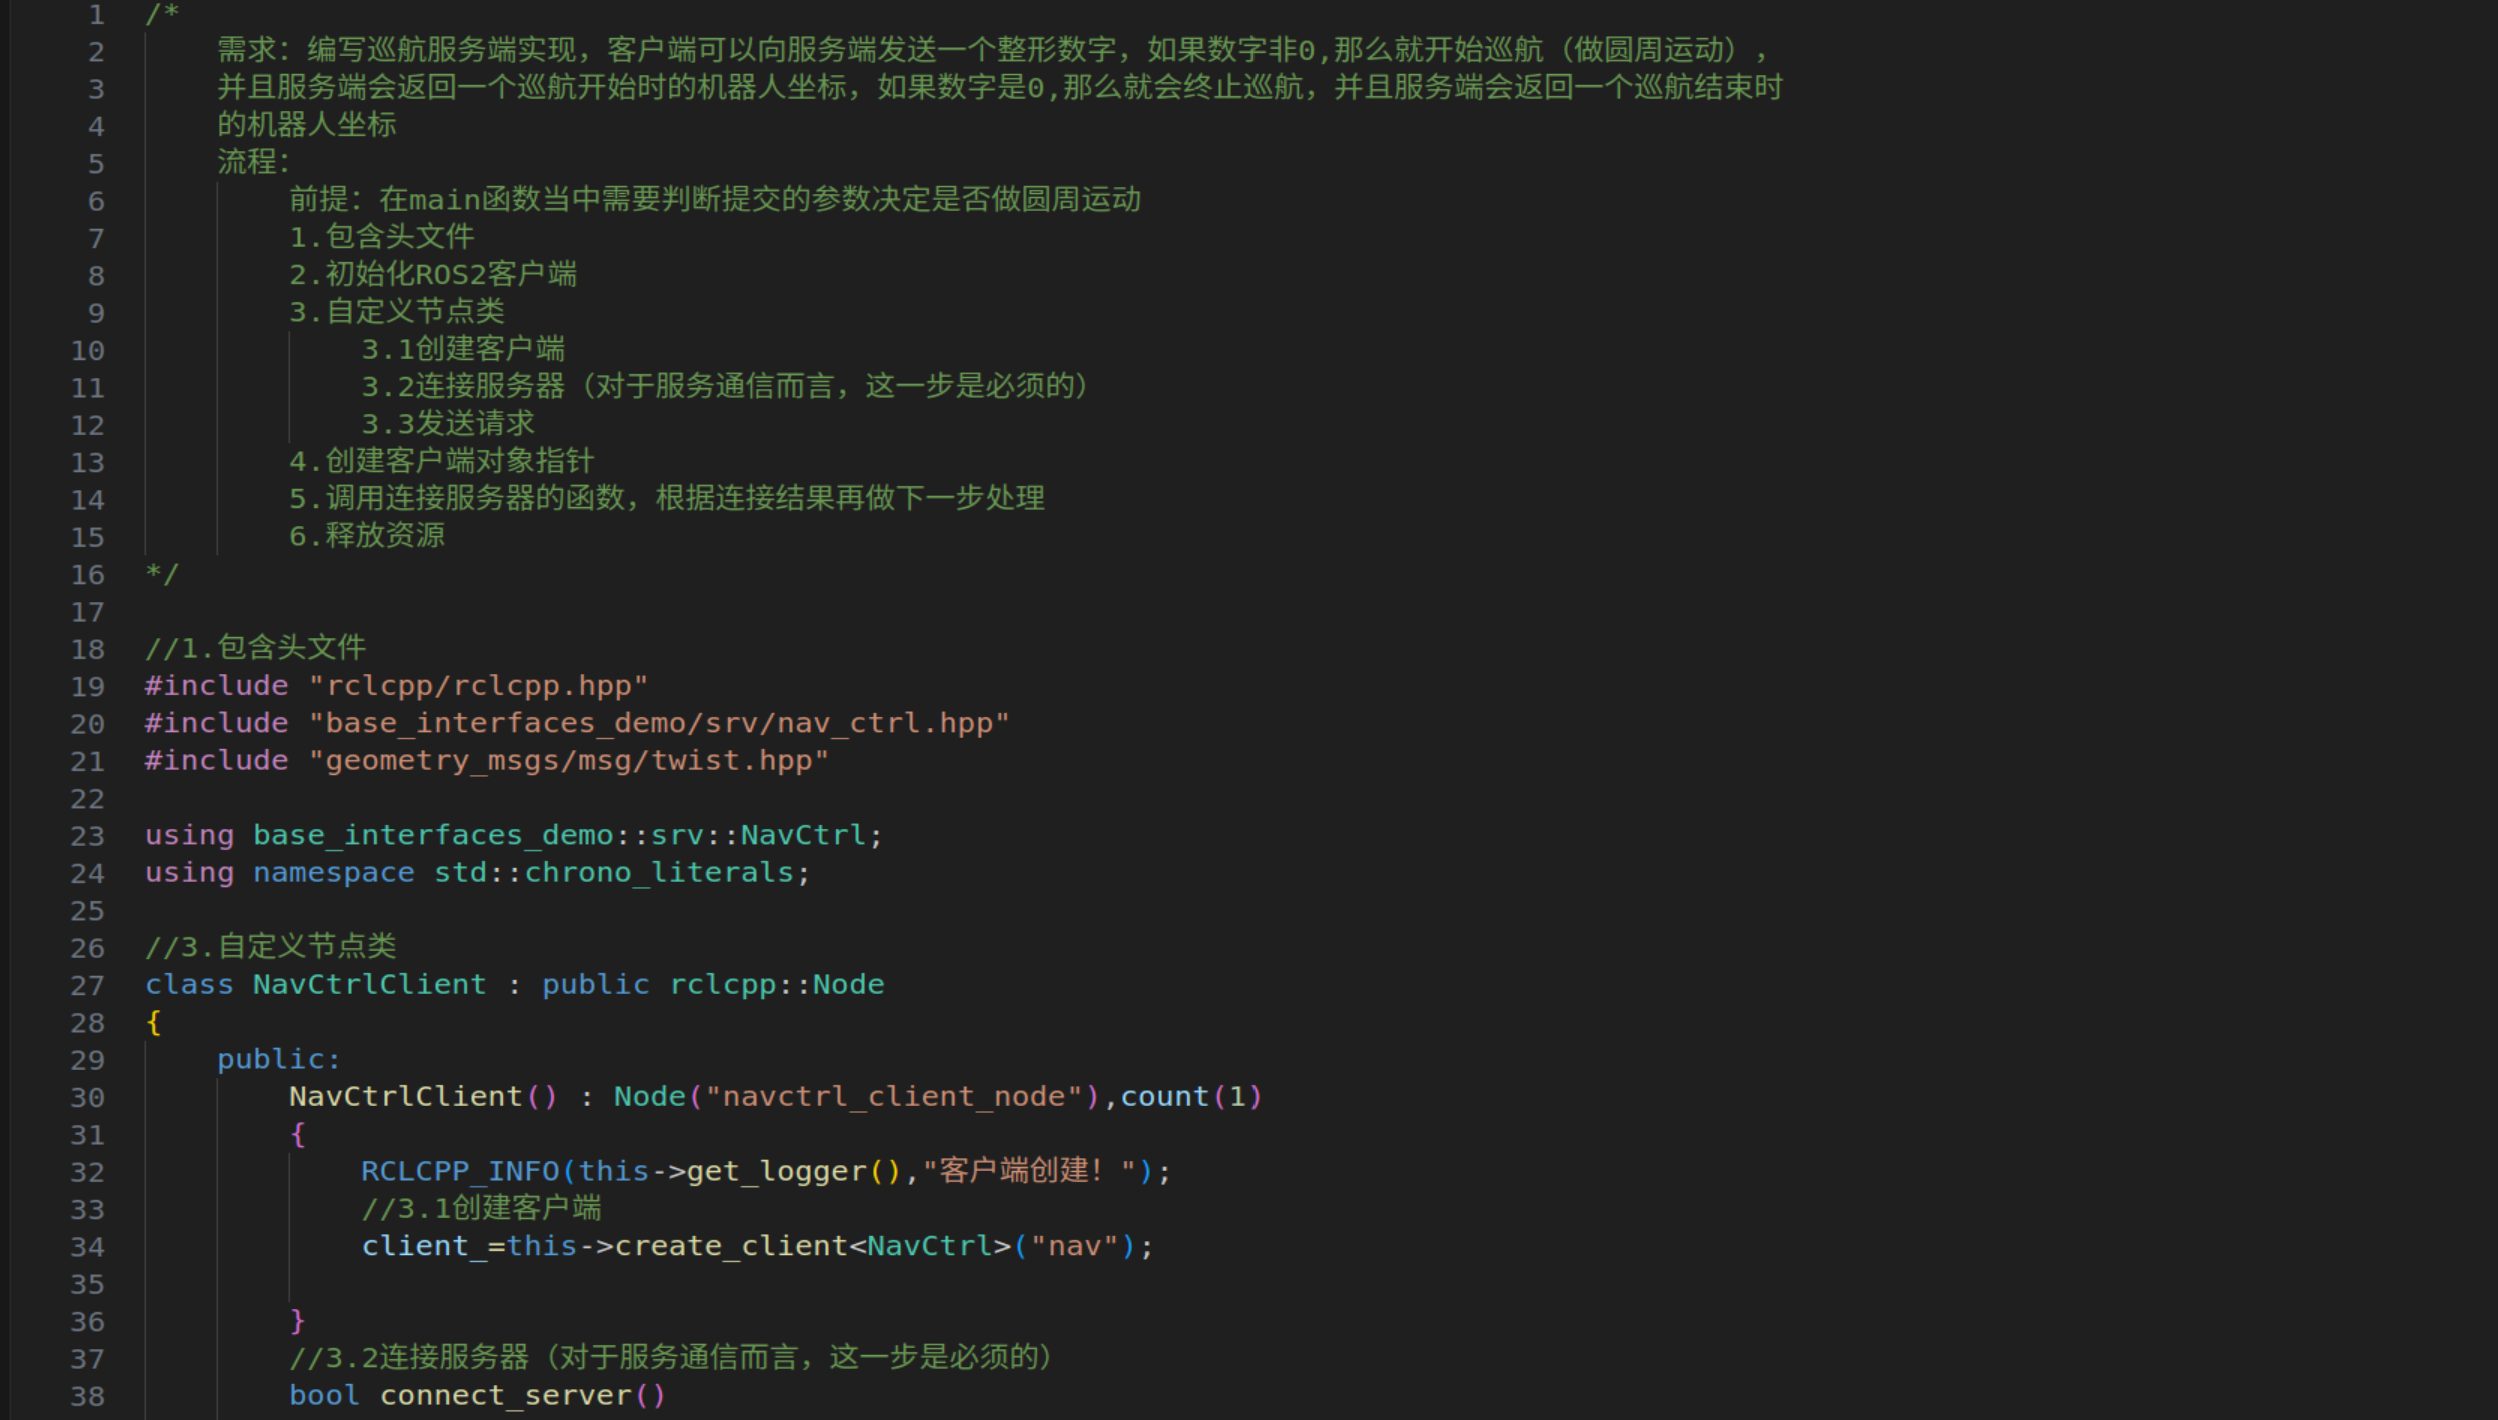 1 /*
2 需求：编写巡航服务端实现，客户端可以向服务端发送一个整形数字，如果数字非0,那么就开始巡航（做圆周运动），
3 并且服务端会返回一个巡航开始时的机器人坐标，如果数字是0,那么就会终止巡航，并且服务端会返回一个巡航结束时
4 的机器人坐标
5 流程：
6 前提：在main函数当中需要判断提交的参数决定是否做圆周运动
7 1.包含头文件
8 2.初始化ROS2客户端
9 3.自定义节点类
10 3.1创建客户端
11 3.2连接服务器（对于服务通信而言，这一步是必须的）
12 3.3发送请求
13 4.创建客户端对象指针
14 5.调用连接服务器的函数，根据连接结果再做下一步处理
15 6.释放资源
16 */
17
18 //1.包含头文件
19 #include "rclcpp/rclcpp.hpp"
20 #include "base_interfaces_demo/srv/nav_ctrl.hpp"
21 #include "geometry_msgs/msg/twist.hpp"
22
23 using base_interfaces_demo::srv::NavCtrl;
24 using namespace std::chrono_literals;
25
26 //3.自定义节点类
27 class NavCtrlClient : public rclcpp::Node
28 {
29 public:
30 NavCtrlClient() : Node("navctrl_client_node"),count(1)
31 {
32 RCLCPP_INFO(this->get_logger(),"客户端创建！");
33 //3.1创建客户端
34 client_=this->create_client<NavCtrl>("nav");
35
36 }
37 //3.2连接服务器（对于服务通信而言，这一步是必须的）
38 bool connect_server()